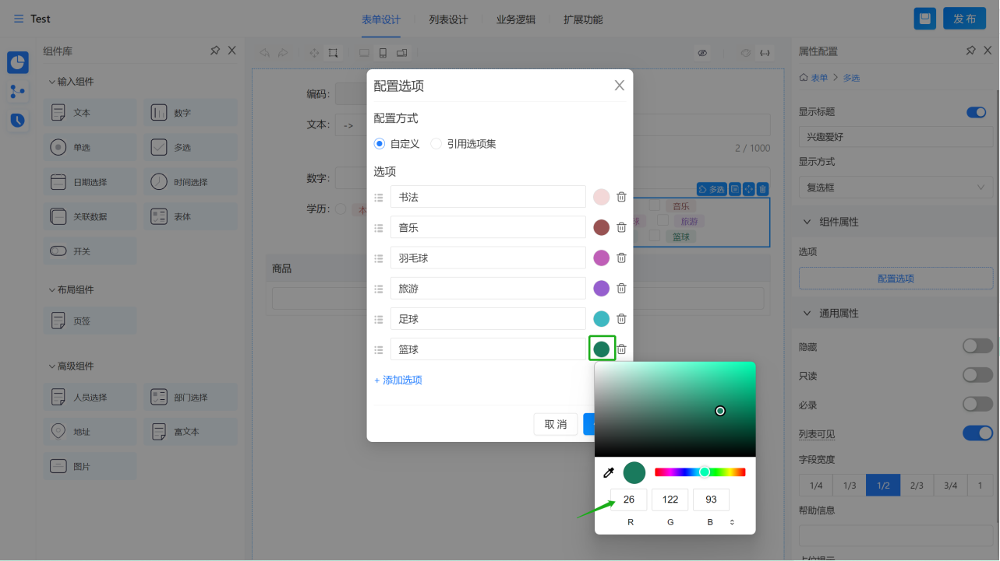 Test
表单设计
列表设计
业务逻辑
扩展功能
发 布
组件库
输入组件
文本
数字
单选
多选
日期选择
时间选择
关联数据
表体
开关
布局组件
页签
高级组件
人员选择
部门选择
地址
富文本
图片
编码:
文本:
->
2 / 1000
数字:
多选
学历:
本
音乐
球
旅游
篮球
商品
配置选项
配置方式
自定义
引用选项集
选项
书法
音乐
羽毛球
旅游
足球
篮球
+ 添加选项
取 消
26
122
93
R
G
B
属性配置
表单 > 多选
显示标题
兴趣爱好
显示方式
复选框
组件属性
选项
配置选项
通用属性
隐藏
只读
必录
列表可见
字段宽度
1/4
1/3
1/2
2/3
3/4
1
帮助信息